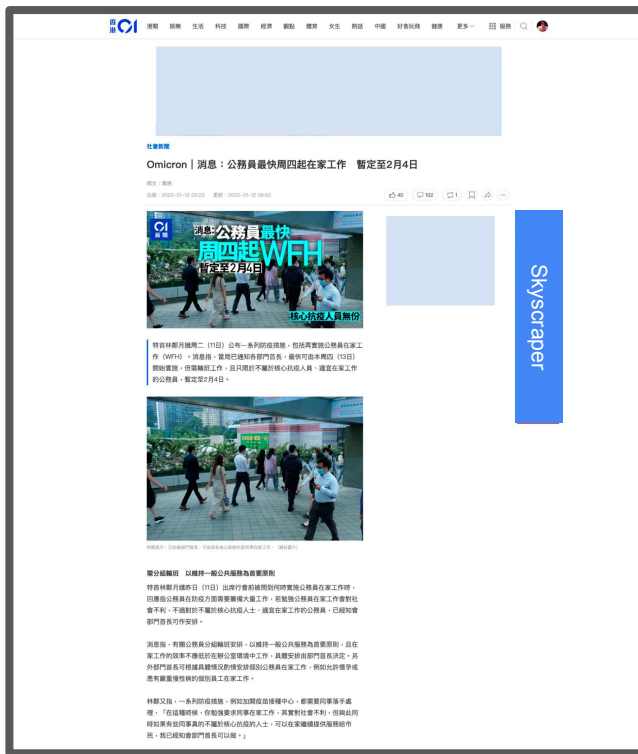 香港01 港聞 娛樂 生活 科技 國際 經濟 觀點 體育 女生 熱話 中國 好食玩飛 健康 更多 服務
社會新聞
Omicron｜消息：公務員最快周四起在家工作　暫定至2月4日
出版：2022-01-12 00:22　更新：2022-01-12 09:43
40 102 1
01
新聞
消息:公務員最快
周四起WFH
暫定至2月4日
核心抗疫人員無份
Skyscraper
特首林鄭月娥周二（11日）公布一系列防疫措施，包括再實施公務員在家工
作（WFH）。消息指，當局已通知各部門首長，最快可由本周四（13日）
開始實施，但需輪班工作，且只限於不屬於核心抗疫人員、適宜在家工作
的公務員，暫定至2月4日。
需分組輪班　以維持一般公共服務為首要原則
特首林鄭月娥昨日（11日）出席行會前被問到何時實施公務員在家工作時，
回應指公務員在防疫方面需要籌備大量工作，若勉強公務員在家工作會對社
會不利，不過對於不屬於核心抗疫人士、適宜在家工作的公務員，已經知會
部門首長可作安排。
消息指，有關公務員分組輪班安排，以維持一般公共服務為首要原則，且在
家工作的效率不應低於在辦公室環境中工作，具體安排由部門首長決定。另
外部門首長可根據具體情況酌情安排個別公務員在家工作，例如允許懷孕或
患有嚴重慢性病的個別員工在家工作。
林鄭又指，一系列防疫措施，例如加開疫苗接種中心，都需要同事落手處
理，「在這種時候，你勉強要求同事在家工作，其實對社會不利，但與此同
時如果有些同事真的不屬於核心抗疫的人士，可以在家繼續提供服務給市
民，我已經知會部門首長可以做。」